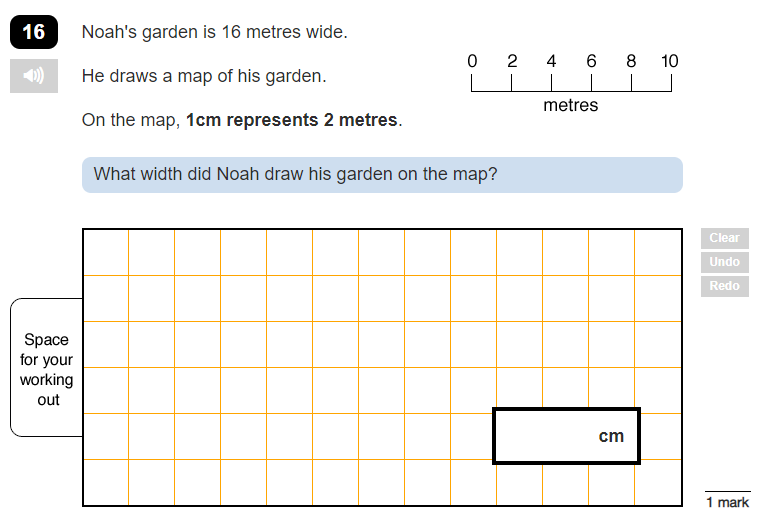 16
Noah's garden is 16 metres wide.
He draws a map of his garden.
0 2 4 6 8 10
metres
On the map, 1cm represents 2 metres.
What width did Noah draw his garden on the map?
Clear
Undo
Redo
Space
for your
working
out
cm
1 mark